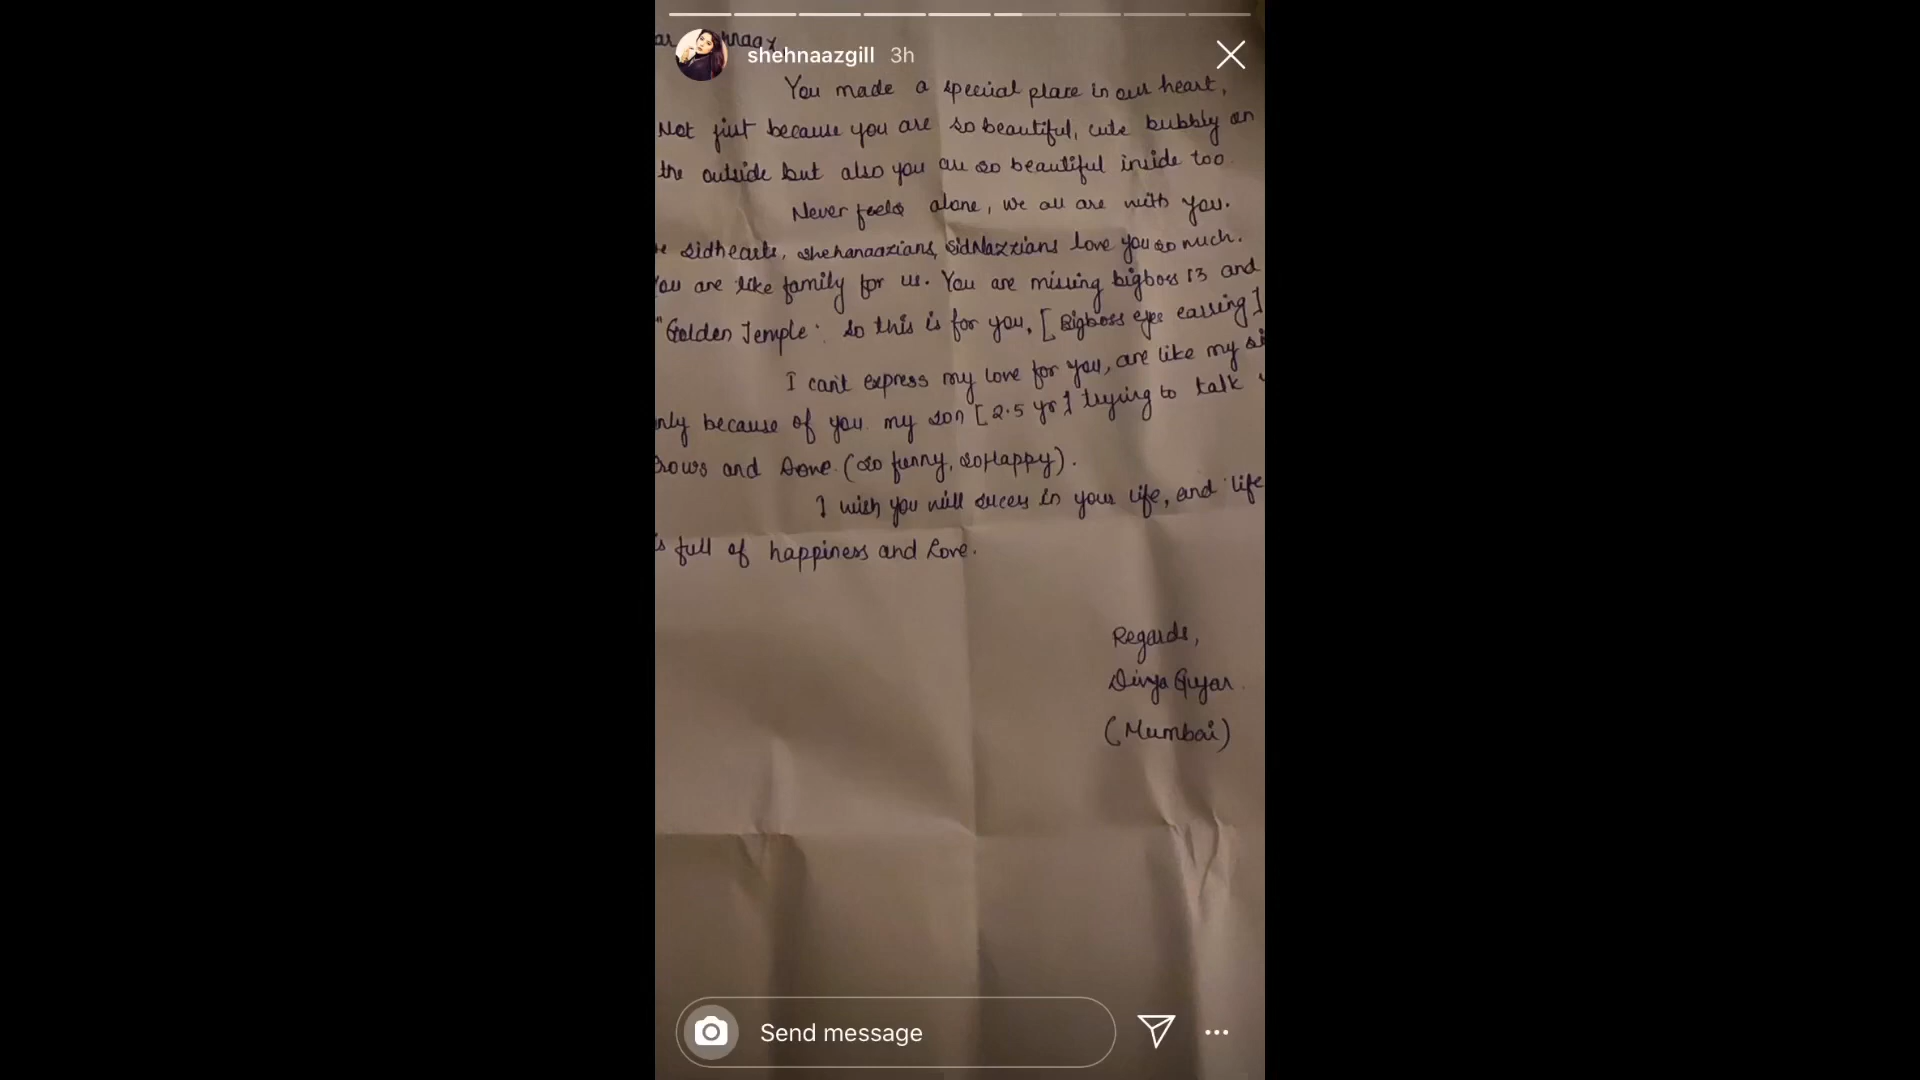 shehnaazgill 3h
You made a special place in our heart,
Not just because you are so beautiful, cute bubbly on
the outside but also you are so beautiful inside too
Never feels alone, We all are with you.
sidhearts, shehanaazians, SidNazzians love you so much.
You are like family for us. You are missing bigboss 13 and
"Golden Temple". So this is for you, [Bigboss eye earring]
I can't express my love for you, are like my
only because of you. my son [2.5 yr] trying to talk
Brows and Done. (so funny, so Happy).
I wish you will succes in your life, and life
is full of happiness and Love.
Regards,
Divya Gujar
(Mumbai)
Send message